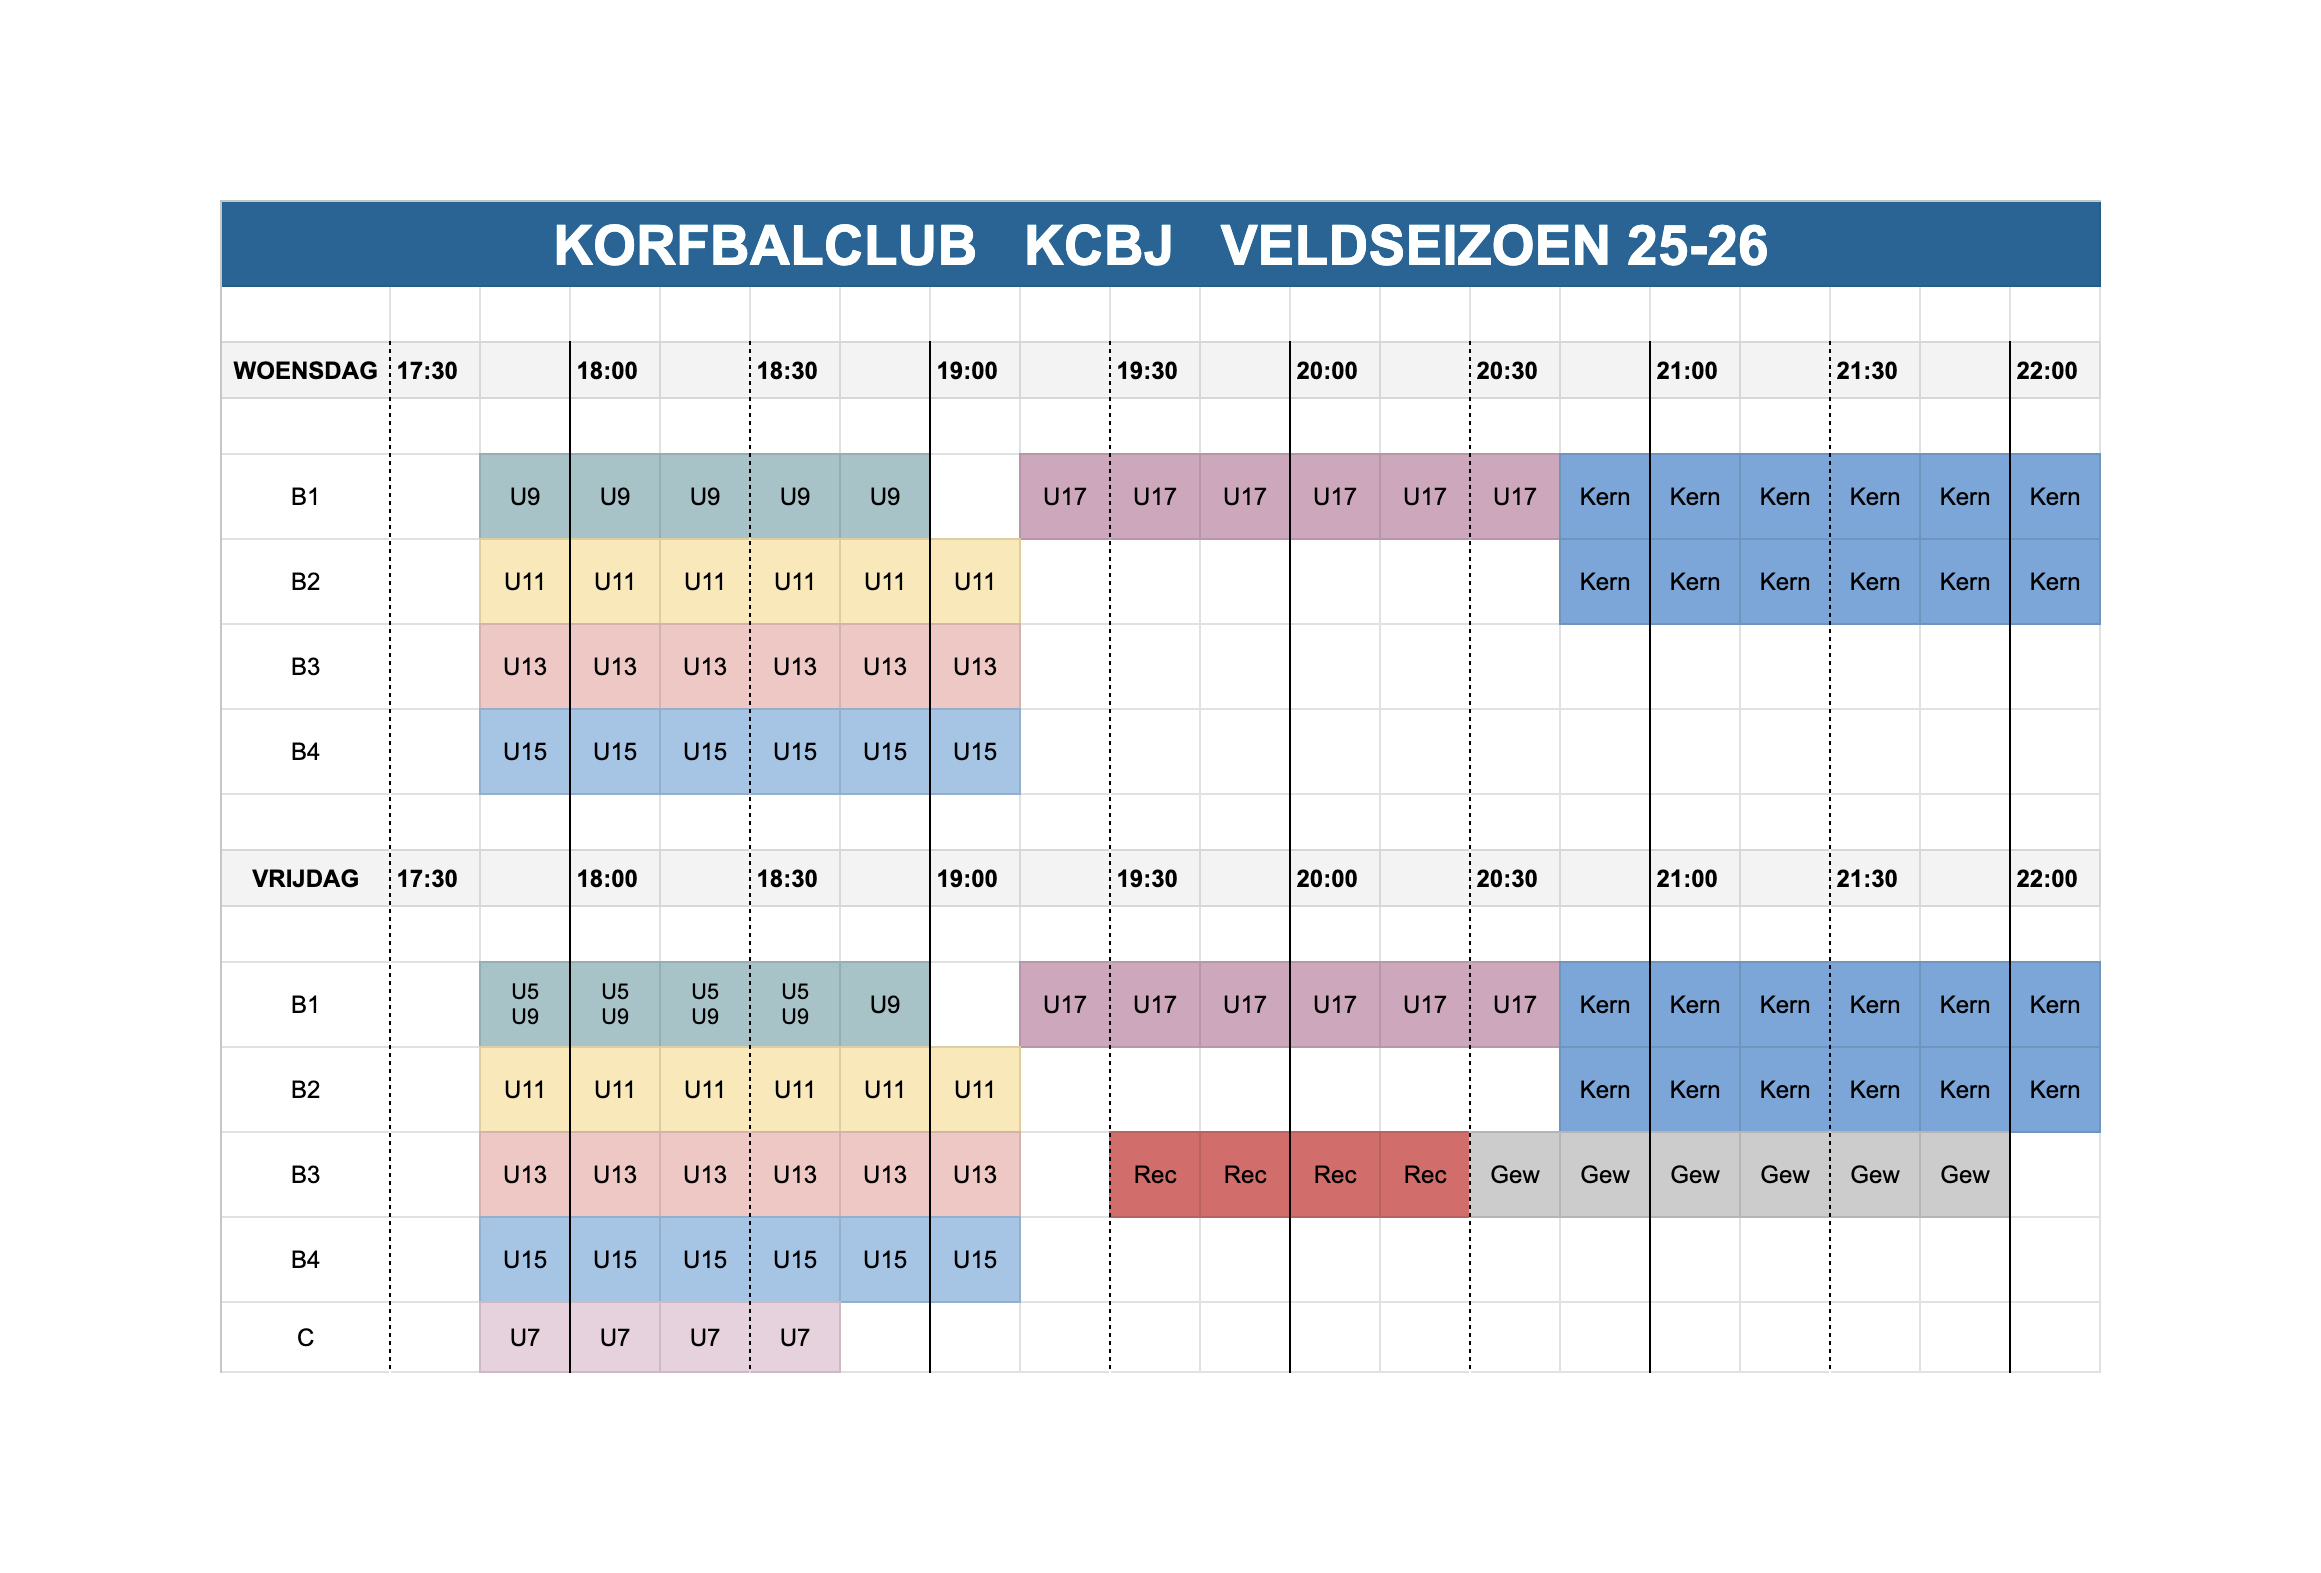 KORFBALCLUB KCBJ VELDSEIZOEN 25-26
WOENSDAG 17:30 18:00 18:30 19:00 19:30 20:00 20:30 21:00 21:30 22:00
B1 U9 U9 U9 U9 U9 U17 U17 U17 U17 U17 U17 Kern Kern Kern Kern Kern Kern
B2 U11 U11 U11 U11 U11 U11 Kern Kern Kern Kern Kern Kern
B3 U13 U13 U13 U13 U13 U13
B4 U15 U15 U15 U15 U15 U15
VRIJDAG 17:30 18:00 18:30 19:00 19:30 20:00 20:30 21:00 21:30 22:00
U5 U5 U5 U5
B1 U9 U9 U9 U9 U9 U17 U17 U17 U17 U17 U17 Kern Kern Kern Kern Kern Kern
B2 U11 U11 U11 U11 U11 U11 Kern Kern Kern Kern Kern Kern
B3 U13 U13 U13 U13 U13 U13 Rec Rec Rec Rec Gew Gew Gew Gew Gew Gew
B4 U15 U15 U15 U15 U15 U15
C U7 U7 U7 U7